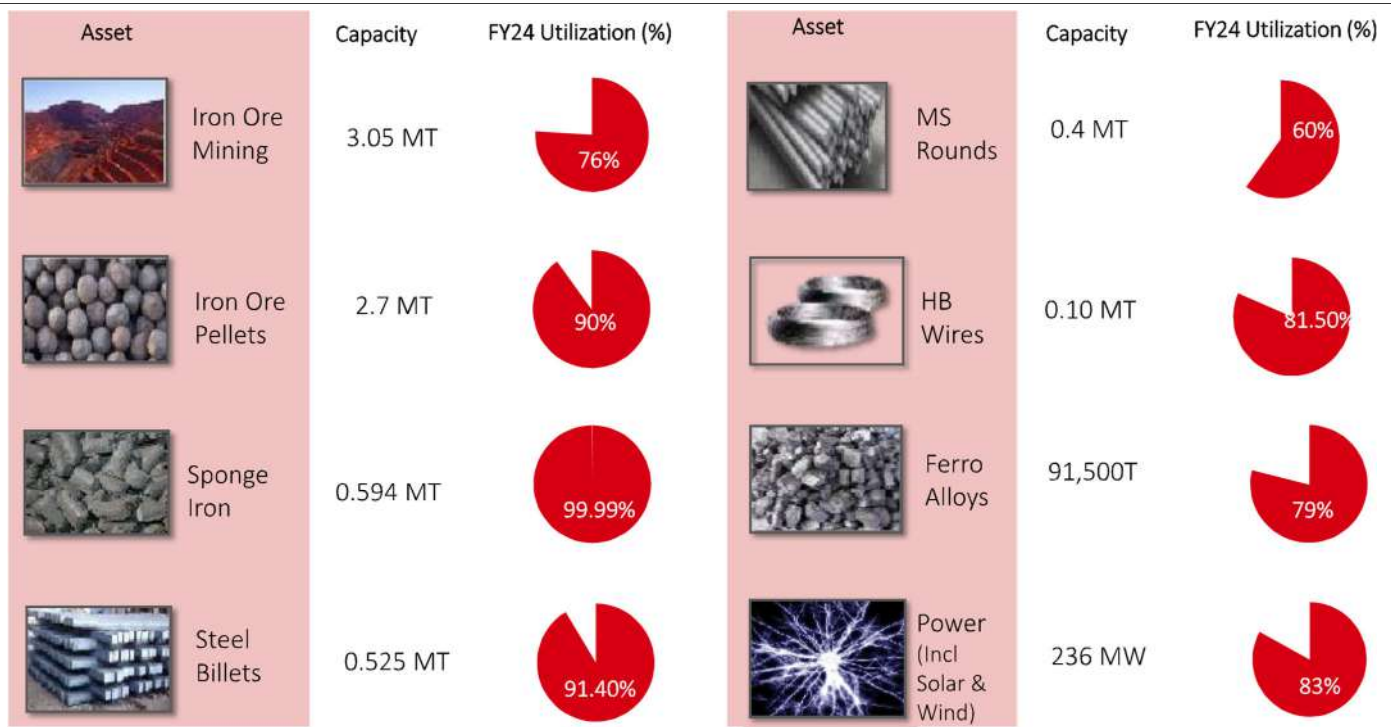 Asset
Capacity
FY24 Utilization (%)
Iron Ore
Mining
3.05 MT
76%
Iron Ore
Pellets
2.7 MT
90%
Sponge
Iron
0.594 MT
99.99%
Steel
Billets
0.525 MT
91.40%
Asset
Capacity
FY24 Utilization (%)
MS
Rounds
0.4 MT
60%
HB
Wires
0.10 MT
81.50%
Ferro
Alloys
91,500T
79%
Power
(Incl
Solar &
Wind)
236 MW
83%